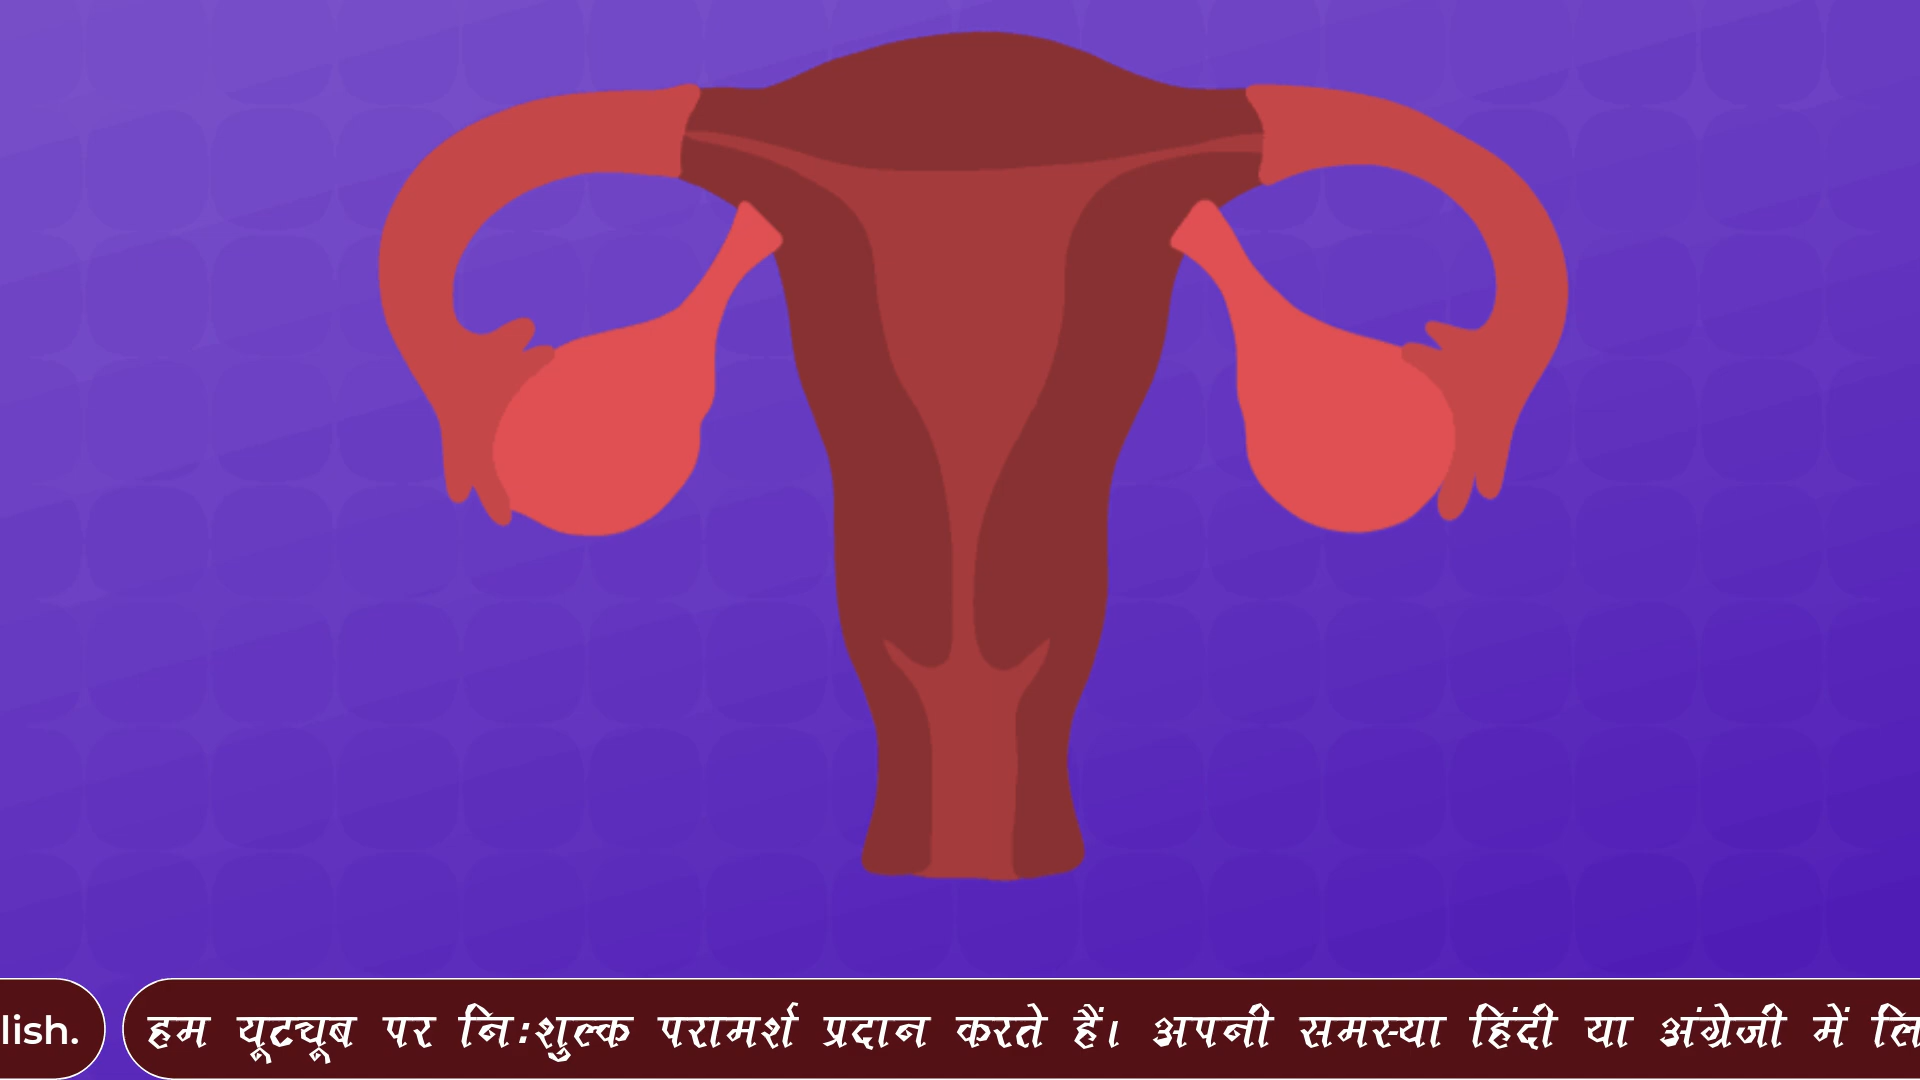 lish. हम यूट्यूब पर नि:शुल्क परामर्श प्रदान करते हैं। अपनी समस्या हिंदी या अंग्रेजी में लि